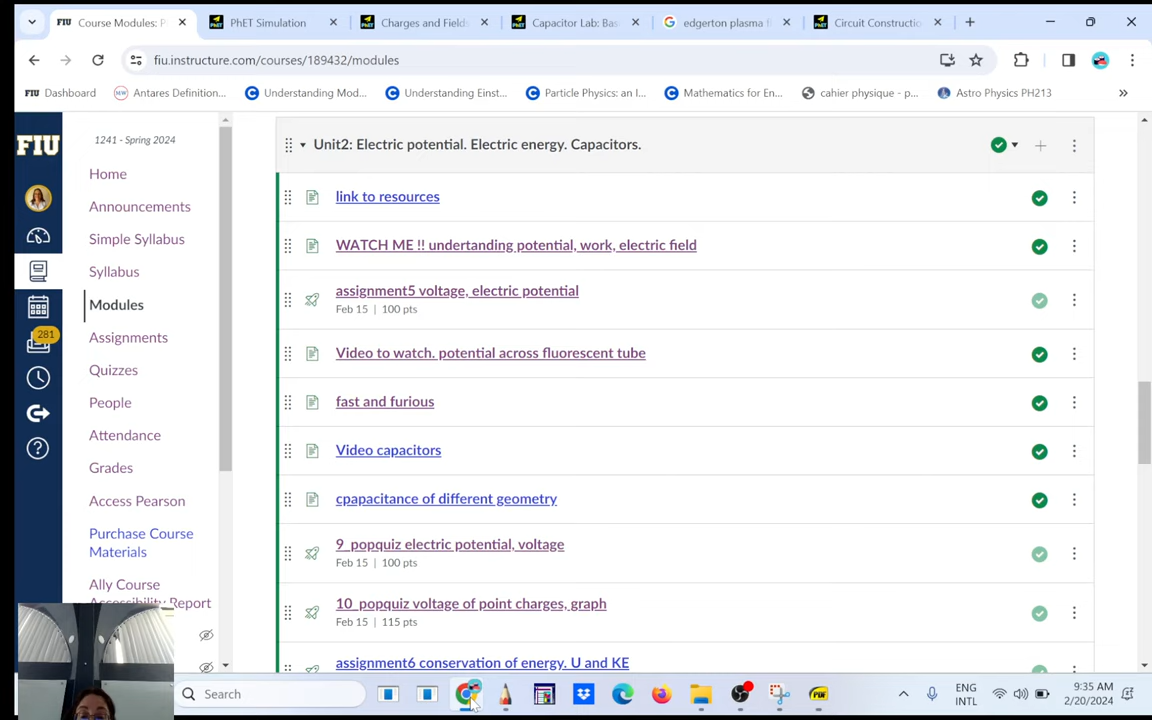 FIU Course Modules: P
PhET Simulation
Charges and Fields
Capacitor Lab: Bas
edgerton plasma f
Circuit Constructio
fiu.instructure.com/courses/189432/modules
FIU Dashboard
Antares Definition...
Understanding Mod...
Understanding Einst...
Particle Physics: an I...
Mathematics for En...
cahier physique - p...
Astro Physics PH213
FIU
1241 - Spring 2024
Home
Announcements
Simple Syllabus
Syllabus
Modules
Assignments
Quizzes
People
Attendance
Grades
Access Pearson
Purchase Course
Materials
Ally Course
Accessibility Report
281
Unit2: Electric potential. Electric energy. Capacitors.
link to resources
WATCH ME !! undertanding potential, work, electric field
assignment5 voltage, electric potential
Feb 15 | 100 pts
Video to watch. potential across fluorescent tube
fast and furious
Video capacitors
cpapacitance of different geometry
9_popquiz electric potential, voltage
Feb 15 | 100 pts
10_popquiz voltage of point charges, graph
Feb 15 | 115 pts
assignment6 conservation of energy. U and KE
Search
ENG
INTL
9:35 AM
2/20/2024